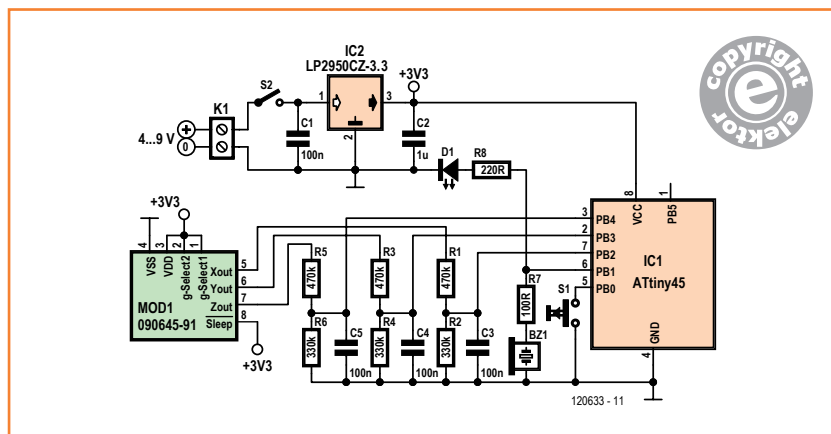 IC2
LP2950CZ-3.3
+3V3
S2
K1
1
3
2
4...9 V
+
0
C1
100n
C2
1u
D1
R8
220R
copyright
elektor
e
8
VCC
1
PB5
3
PB4
2
PB3
7
PB2
6
PB1
5
PB0
IC1
ATtiny45
GND
4
+3V3
4
VSS
3
VDD
2
g-Select2
1
g-Select1
Xout
5
Yout
6
Zout
7
Sleep
8
MOD1
090645-91
+3V3
R5
470k
R3
470k
R1
470k
R6
330k
R4
330k
R2
330k
C5
100n
C4
100n
C3
100n
R7
100R
S1
BZ1
120633 - 11